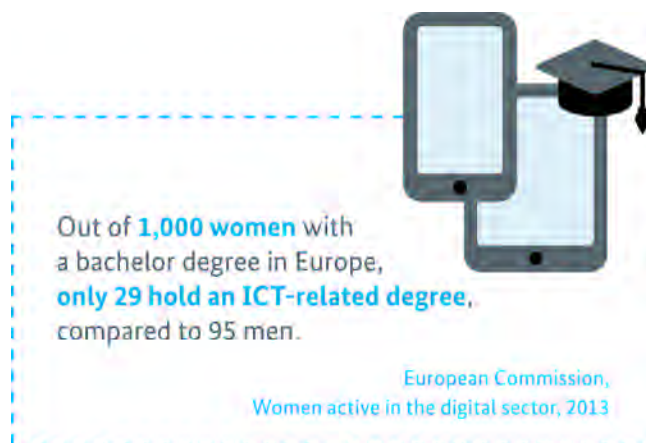 Out of 1,000 women with
a bachelor degree in Europe,
only 29 hold an ICT-related degree,
compared to 95 men.
European Commission,
Women active in the digital sector, 2013